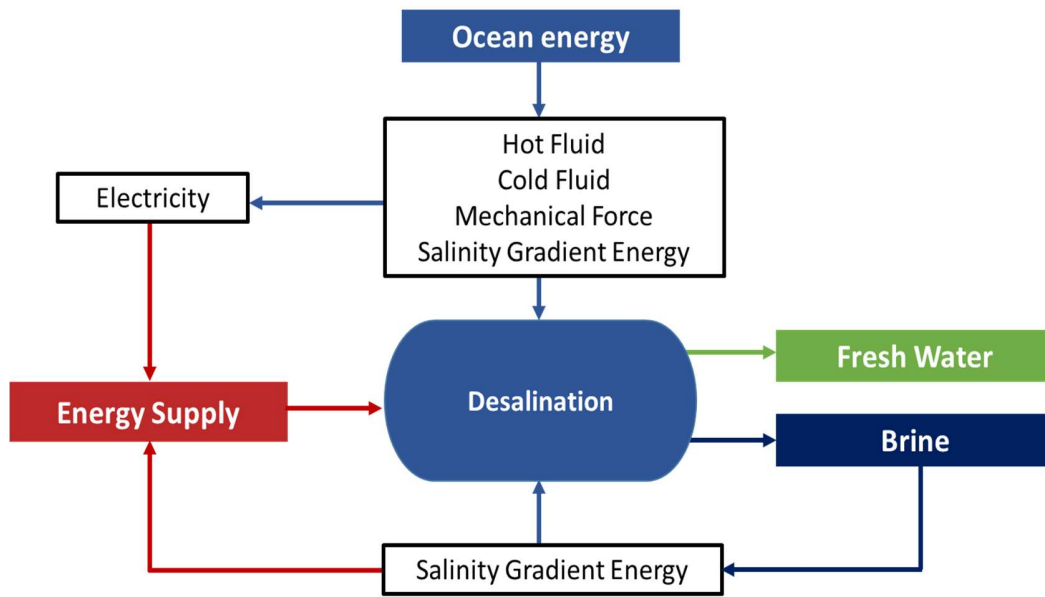 Ocean energy
Hot Fluid
Cold Fluid
Mechanical Force
Salinity Gradient Energy
Electricity
Fresh Water
Energy Supply
Desalination
Brine
Salinity Gradient Energy